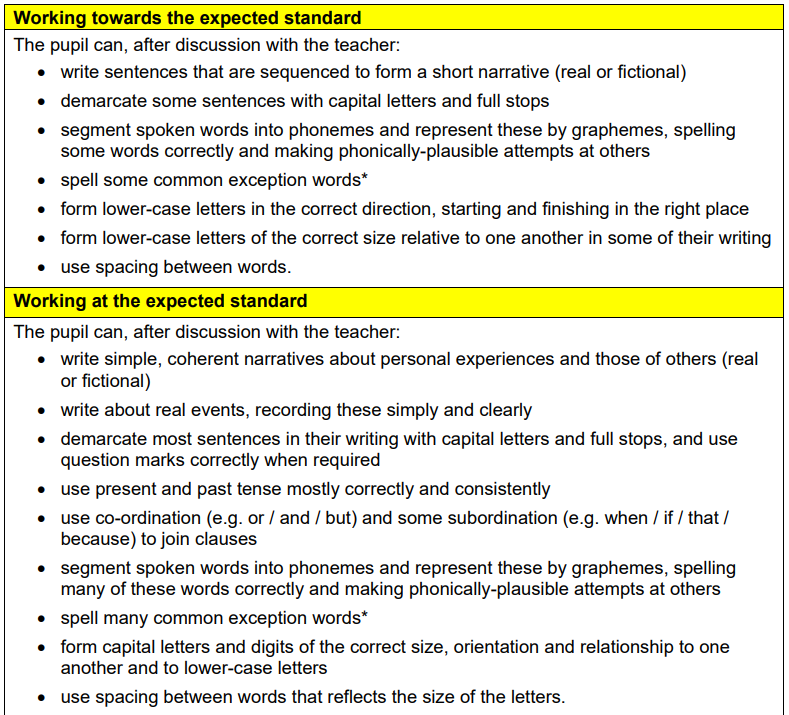 Working towards the expected standard
The pupil can, after discussion with the teacher:
• write sentences that are sequenced to form a short narrative (real or fictional)
• demarcate some sentences with capital letters and full stops
• segment spoken words into phonemes and represent these by graphemes, spelling
some words correctly and making phonically-plausible attempts at others
• spell some common exception words*
• form lower-case letters in the correct direction, starting and finishing in the right place
• form lower-case letters of the correct size relative to one another in some of their writing
• use spacing between words.
Working at the expected standard
The pupil can, after discussion with the teacher:
• write simple, coherent narratives about personal experiences and those of others (real
or fictional)
• write about real events, recording these simply and clearly
• demarcate most sentences in their writing with capital letters and full stops, and use
question marks correctly when required
• use present and past tense mostly correctly and consistently
• use co-ordination (e.g. or / and / but) and some subordination (e.g. when / if / that /
because) to join clauses
• segment spoken words into phonemes and represent these by graphemes, spelling
many of these words correctly and making phonically-plausible attempts at others
• spell many common exception words*
• form capital letters and digits of the correct size, orientation and relationship to one
another and to lower-case letters
• use spacing between words that reflects the size of the letters.